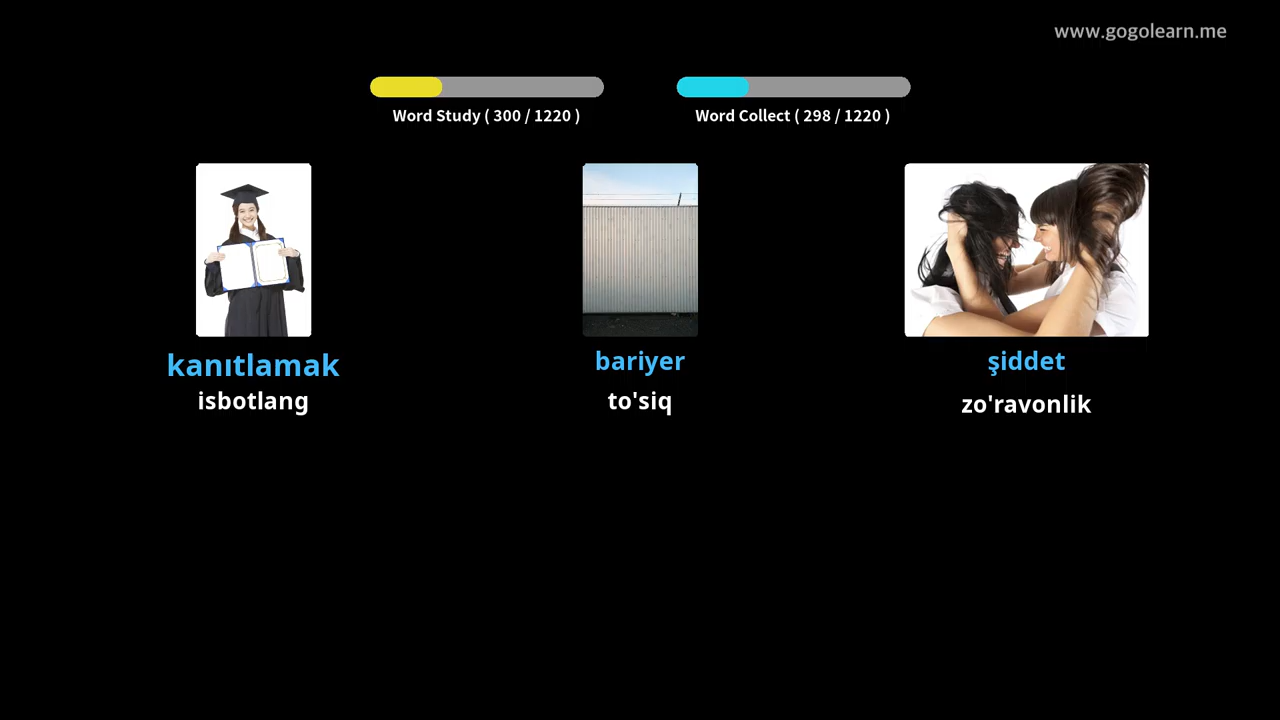 www.gogolearn.me
Word Study ( 300 / 1220 )
Word Collect ( 298 / 1220 )
kanıtlamak
isbotlang
bariyer
to'siq
şiddet
zo'ravonlik